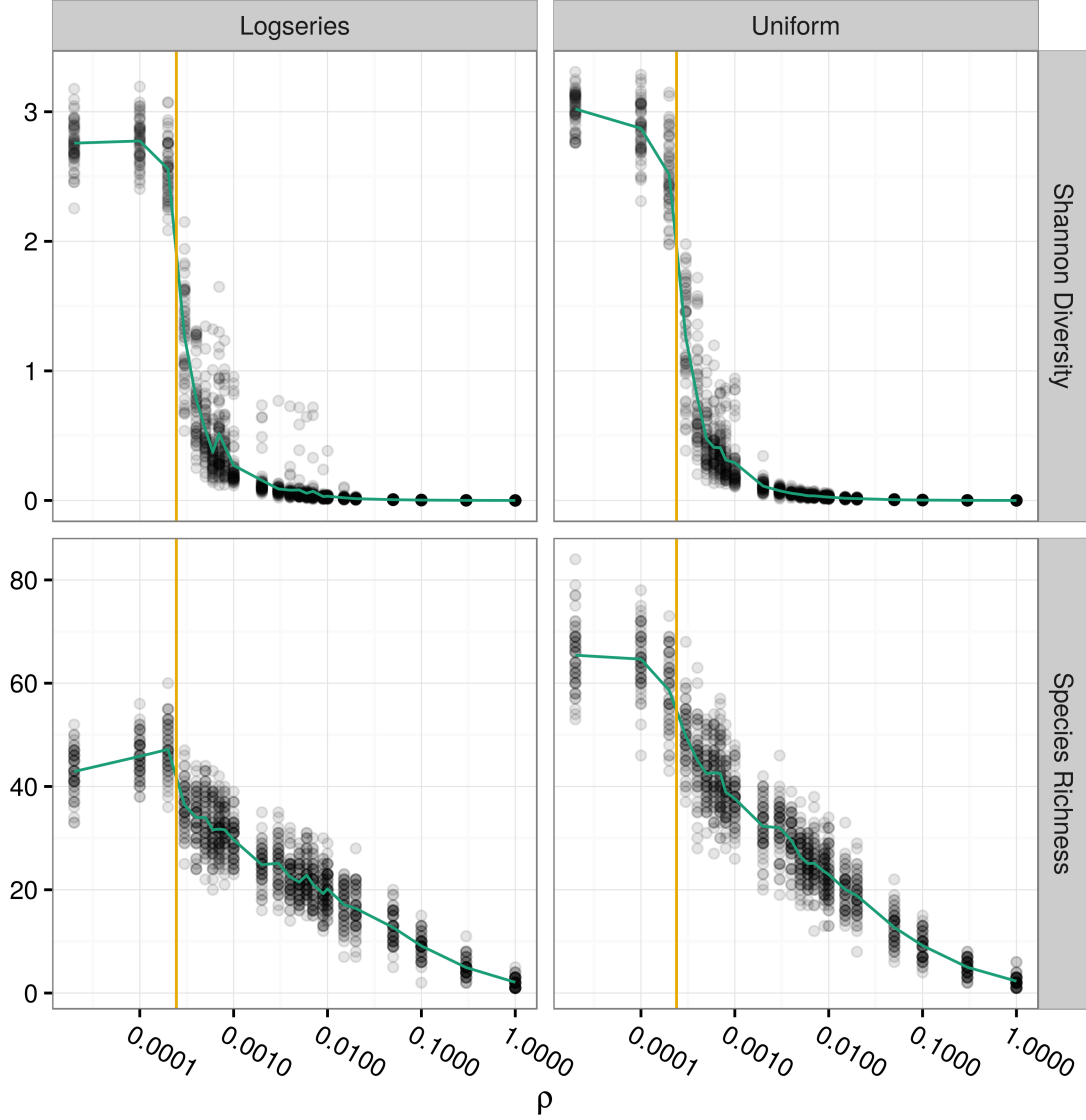 Logseries Uniform
3
2
1
0
Shannon Diversity
80
60
40
20
0
Species Richness
0.0001 0.0010 0.0100 0.1000 1.0000 0.0001 0.0010 0.0100 0.1000 1.0000
ρ